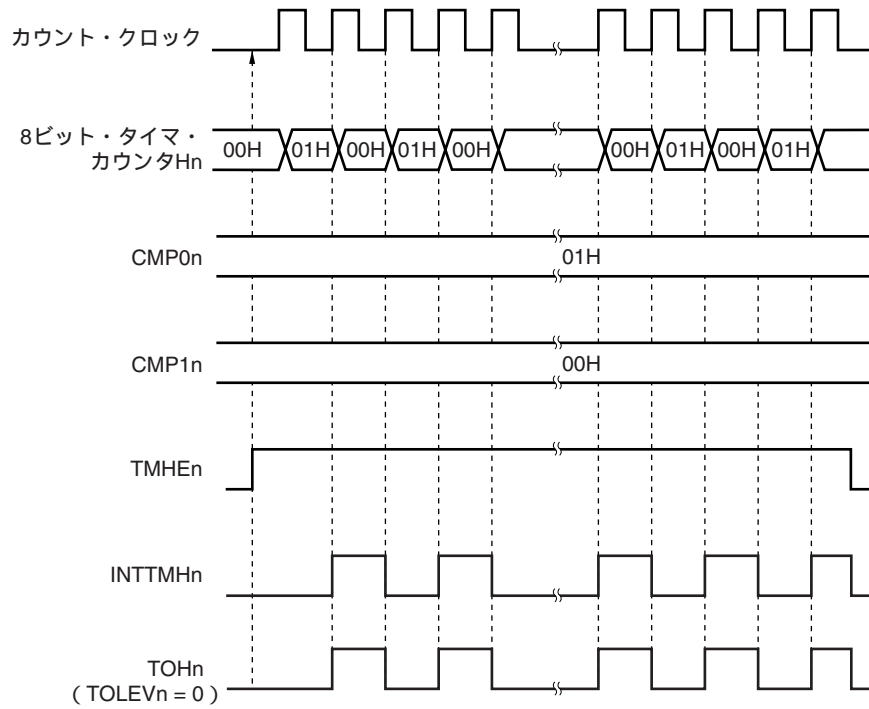 カウント・クロック
8ビット・タイマ・
カウンタHn
00H 01H 00H 01H 00H 00H 01H 00H 01H
CMP0n
01H
CMP1n
00H
TMHEn
INTTMHn
TOHn
（TOLEVn = 0）